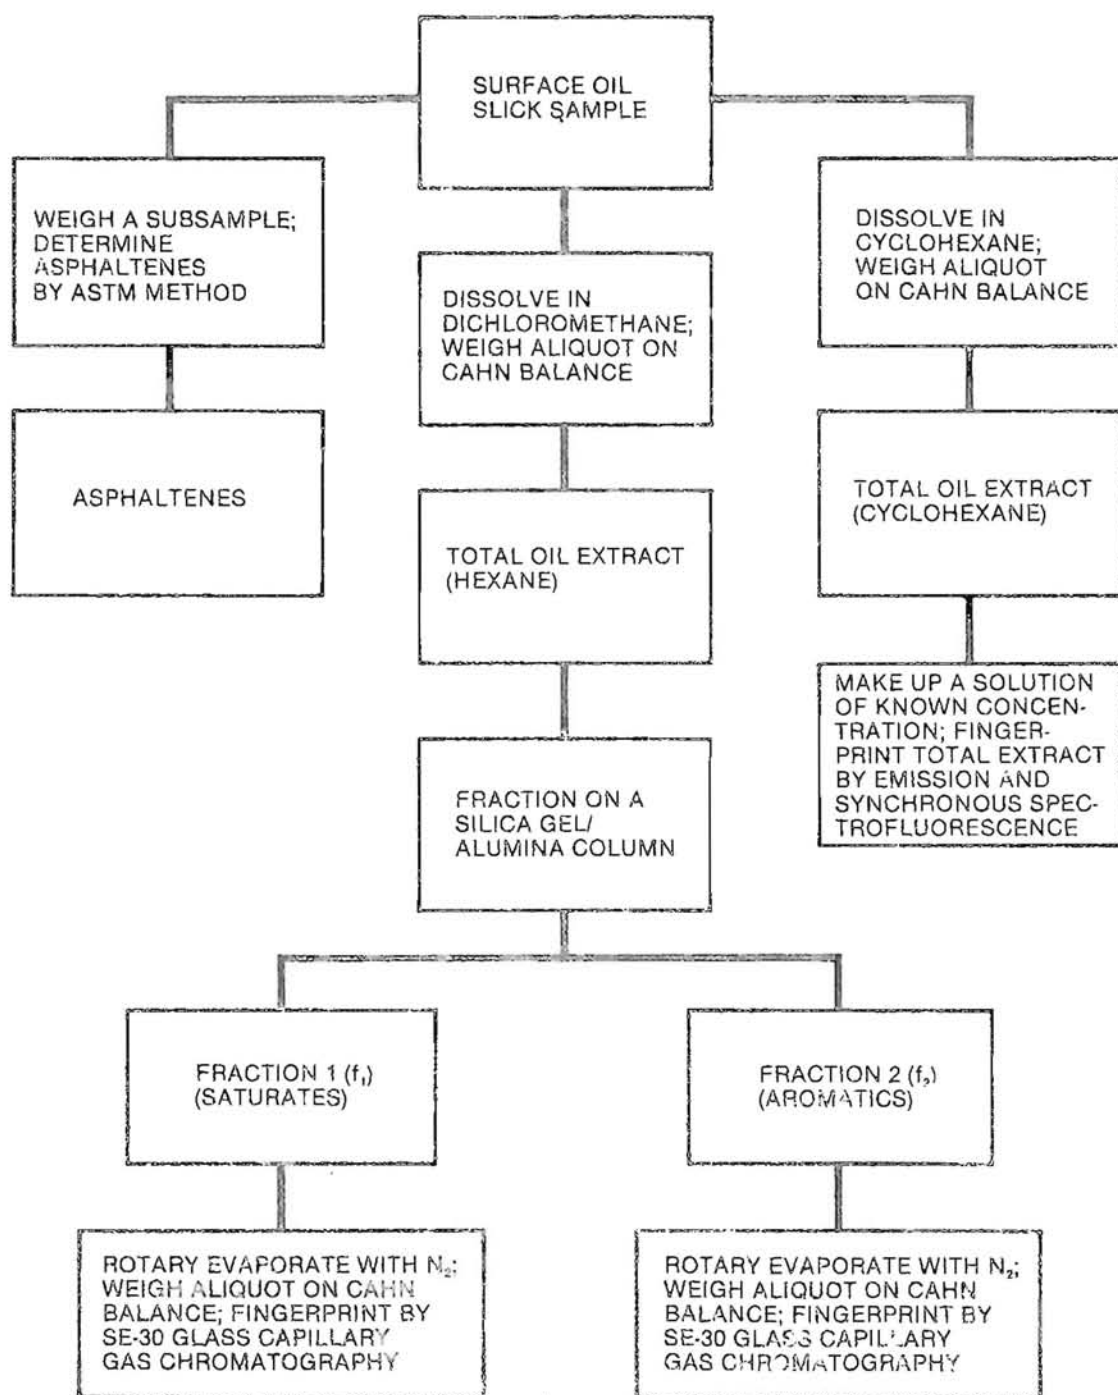 SURFACE OIL
SLICK SAMPLE
WEIGH A SUBSAMPLE;
DETERMINE
ASPHALTENES
BY ASTM METHOD
DISSOLVE IN
CYCLOHEXANE;
WEIGH ALIQUOT
ON CAHN BALANCE
DISSOLVE IN
DICHLOROMETHANE;
WEIGH ALIQUOT ON
CAHN BALANCE
ASPHALTENES
TOTAL OIL EXTRACT
(CYCLOHEXANE)
TOTAL OIL EXTRACT
(HEXANE)
MAKE UP A SOLUTION
OF KNOWN CONCEN-
TRATION; FINGER-
PRINT TOTAL EXTRACT
BY EMISSION AND
SYNCHRONOUS SPEC-
TROFLUORESCENCE
FRACTION ON A
SILICA GEL/
ALUMINA COLUMN
FRACTION 1 (f₁)
(SATURATES)
FRACTION 2 (f₂)
(AROMATICS)
ROTARY EVAPORATE WITH N₂;
WEIGH ALIQUOT ON CAHN
BALANCE; FINGERPRINT BY
SE-30 GLASS CAPILLARY
GAS CHROMATOGRAPHY
ROTARY EVAPORATE WITH N₂;
WEIGH ALIQUOT ON CAHN
BALANCE; FINGERPRINT BY
SE-30 GLASS CAPILLARY
GAS CHROMATOGRAPHY